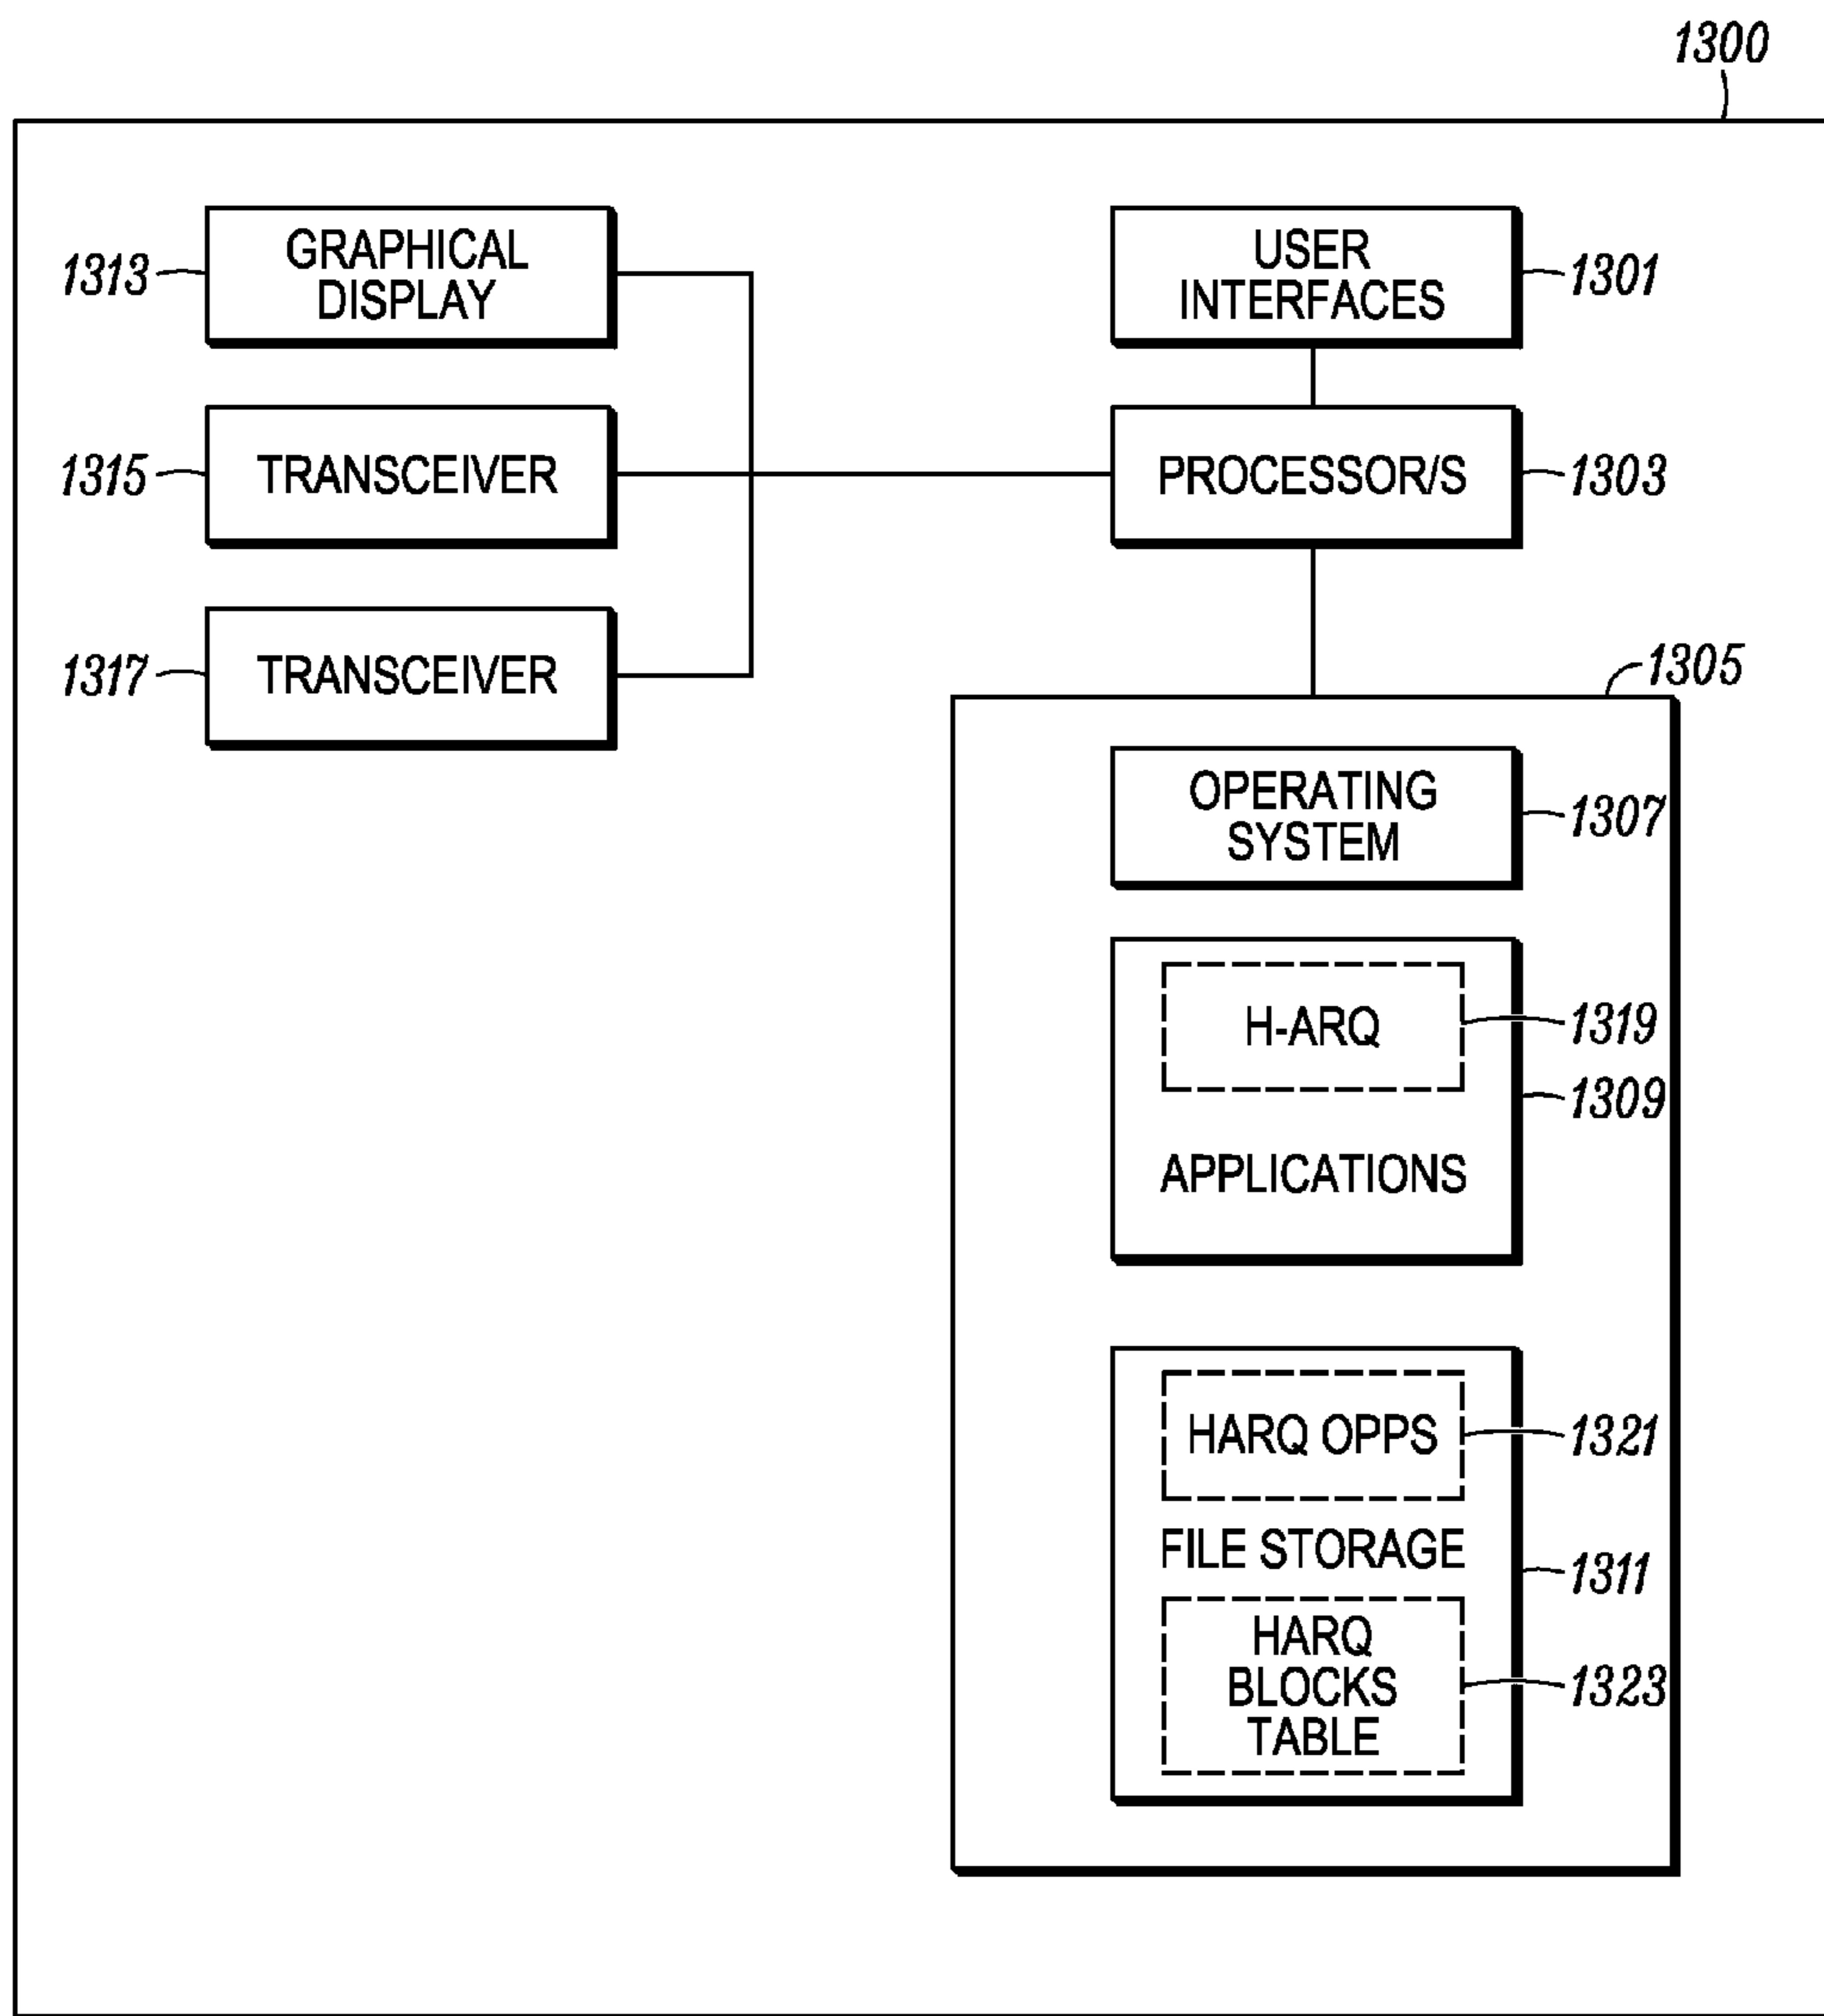 1300
GRAPHICAL
DISPLAY
1313
USER
INTERFACES
1301
TRANSCEIVER
1315
PROCESSOR/S
1303
TRANSCEIVER
1317
1305
OPERATING
SYSTEM
1307
H-ARQ
1319
1309
APPLICATIONS
HARQ OPPS
1321
FILE STORAGE
1311
HARQ
BLOCKS
TABLE
1323